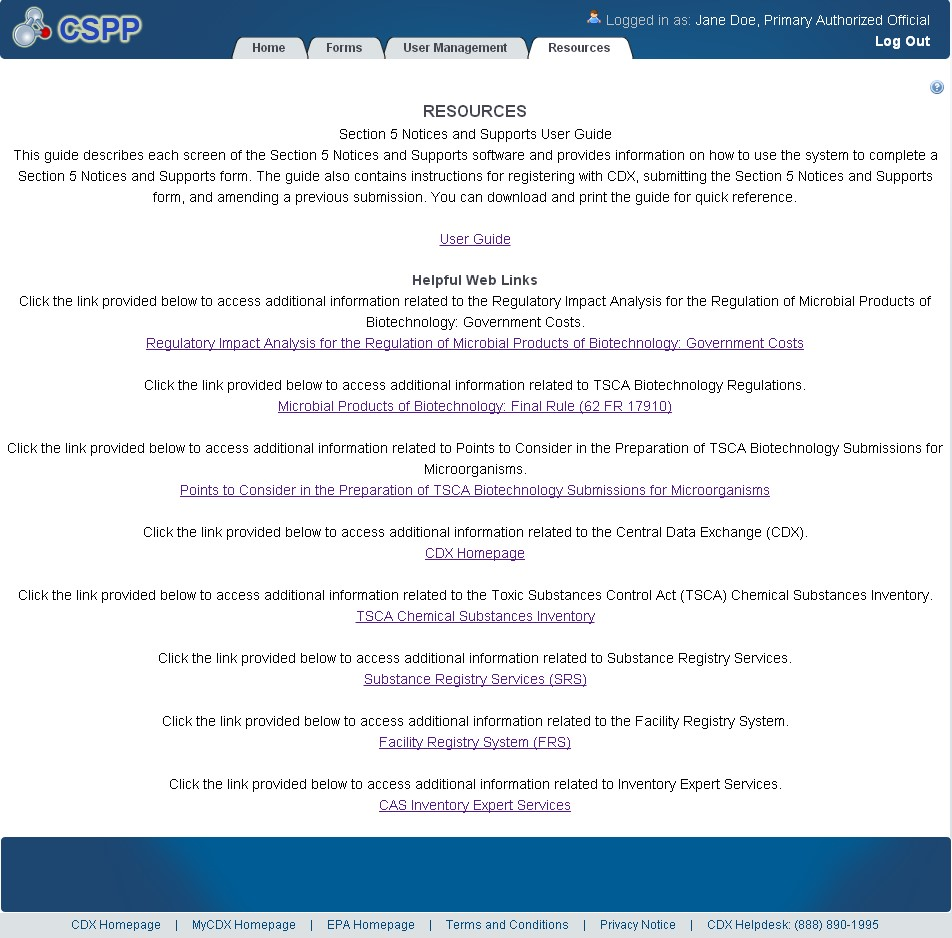 CSPP
Logged in as: Jane Doe, Primary Authorized Official
Log Out
Home Forms User Management Resources
RESOURCES
Section 5 Notices and Supports User Guide
This guide describes each screen of the Section 5 Notices and Supports software and provides information on how to use the system to complete a
Section 5 Notices and Supports form. The guide also contains instructions for registering with CDX, submitting the Section 5 Notices and Supports
form, and amending a previous submission. You can download and print the guide for quick reference.
User Guide
Helpful Web Links
Click the link provided below to access additional information related to the Regulatory Impact Analysis for the Regulation of Microbial Products of
Biotechnology: Government Costs.
Regulatory Impact Analysis for the Regulation of Microbial Products of Biotechnology: Government Costs
Click the link provided below to access additional information related to TSCA Biotechnology Regulations.
Microbial Products of Biotechnology: Final Rule (62 FR 17910)
Click the link provided below to access additional information related to Points to Consider in the Preparation of TSCA Biotechnology Submissions for
Microorganisms.
Points to Consider in the Preparation of TSCA Biotechnology Submissions for Microorganisms
Click the link provided below to access additional information related to the Central Data Exchange (CDX).
CDX Homepage
Click the link provided below to access additional information related to the Toxic Substances Control Act (TSCA) Chemical Substances Inventory.
TSCA Chemical Substances Inventory
Click the link provided below to access additional information related to Substance Registry Services.
Substance Registry Services (SRS)
Click the link provided below to access additional information related to the Facility Registry System.
Facility Registry System (FRS)
Click the link provided below to access additional information related to Inventory Expert Services.
CAS Inventory Expert Services
CDX Homepage | MyCDX Homepage | EPA Homepage | Terms and Conditions | Privacy Notice | CDX Helpdesk: (888) 890-1995